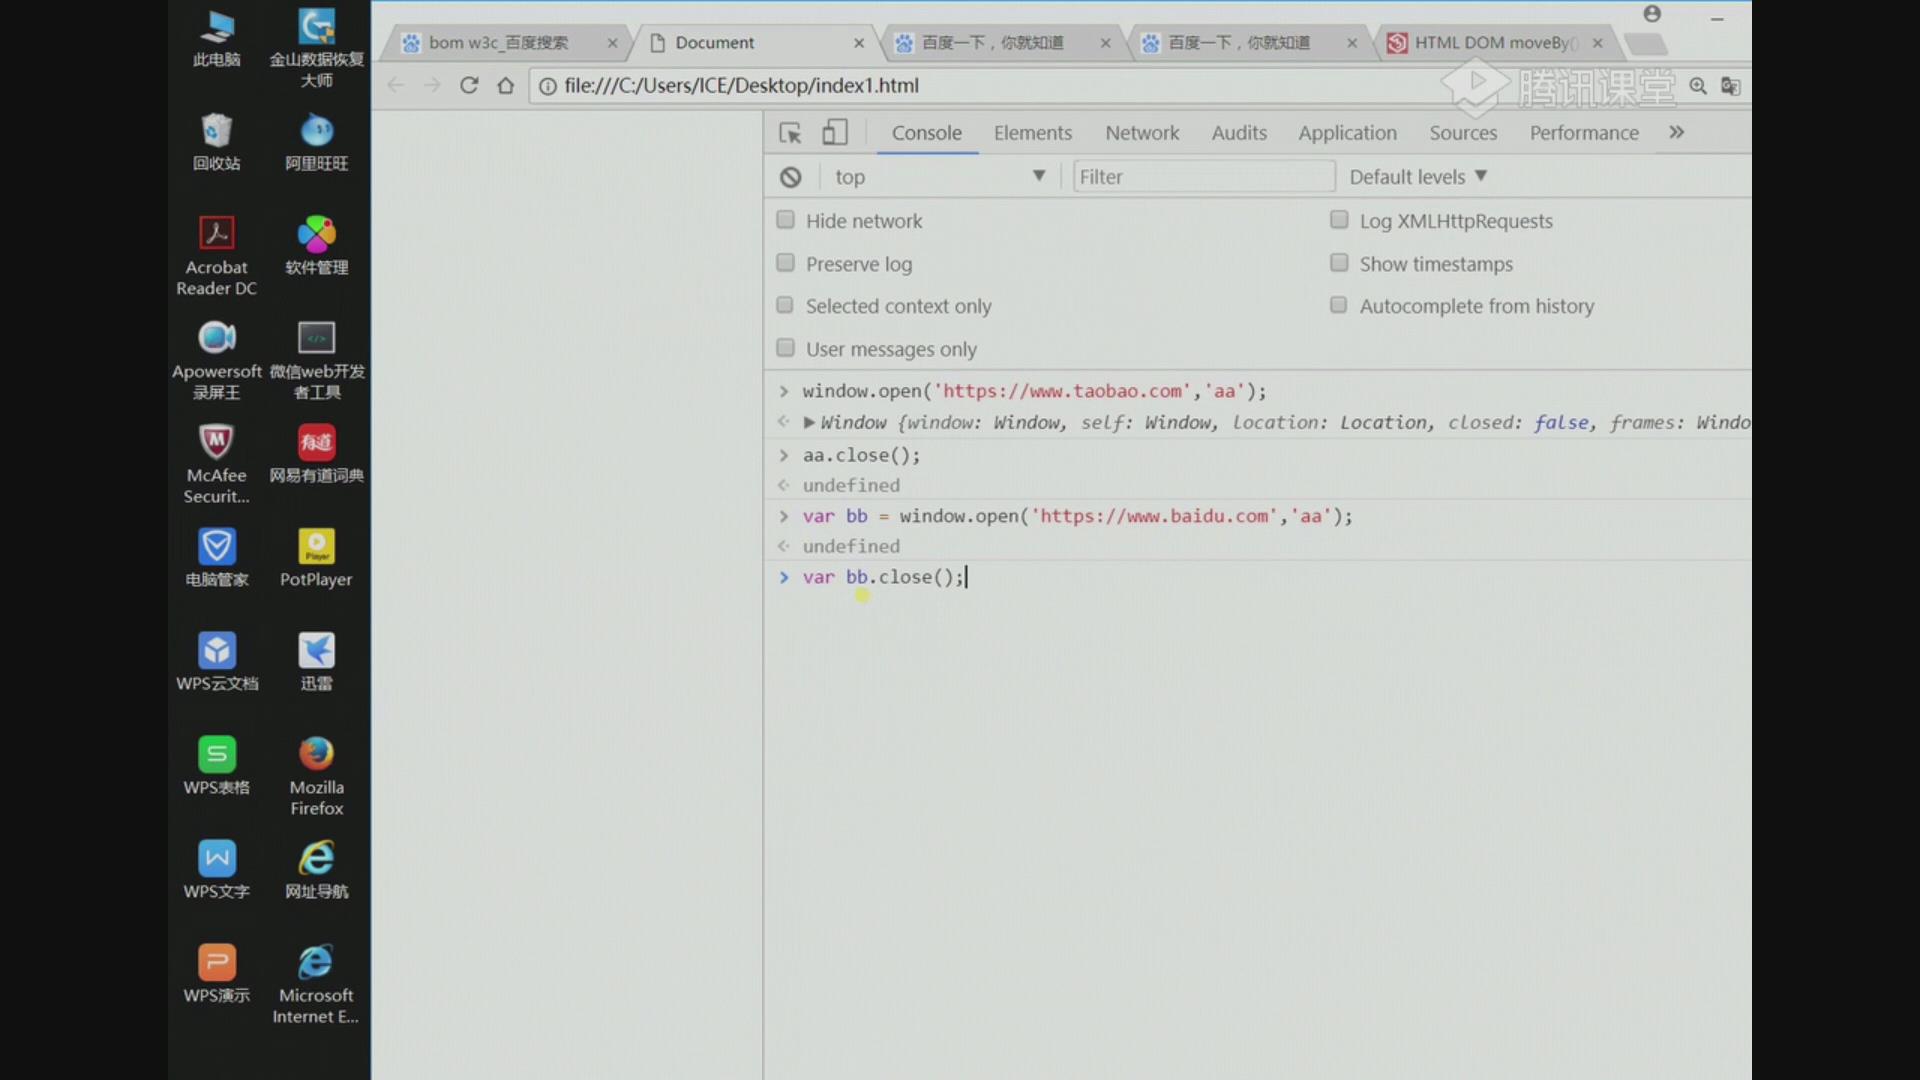 此电脑
金山数据恢复
大师
回收站
阿里旺旺
Acrobat
Reader DC
软件管理
Apowersoft
录屏王
微信web开发
者工具
McAfee
Securit...
网易有道词典
电脑管家
PotPlayer
WPS云文档
迅雷
WPS表格
Mozilla
Firefox
WPS文字
网址导航
WPS演示
Microsoft
Internet E...
bom w3c_百度搜索
Document
百度一下，你就知道
百度一下，你就知道
HTML DOM moveBy()
file:///C:/Users/ICE/Desktop/index1.html
腾讯课堂
Console Elements Network Audits Application Sources Performance »
top Filter Default levels
Hide network Log XMLHttpRequests
Preserve log Show timestamps
Selected context only Autocomplete from history
User messages only
> window.open('https://www.taobao.com','aa');
Window {window: Window, self: Window, location: Location, closed: false, frames: Windo
> aa.close();
undefined
> var bb = window.open('https://www.baidu.com','aa');
undefined
> var bb.close();